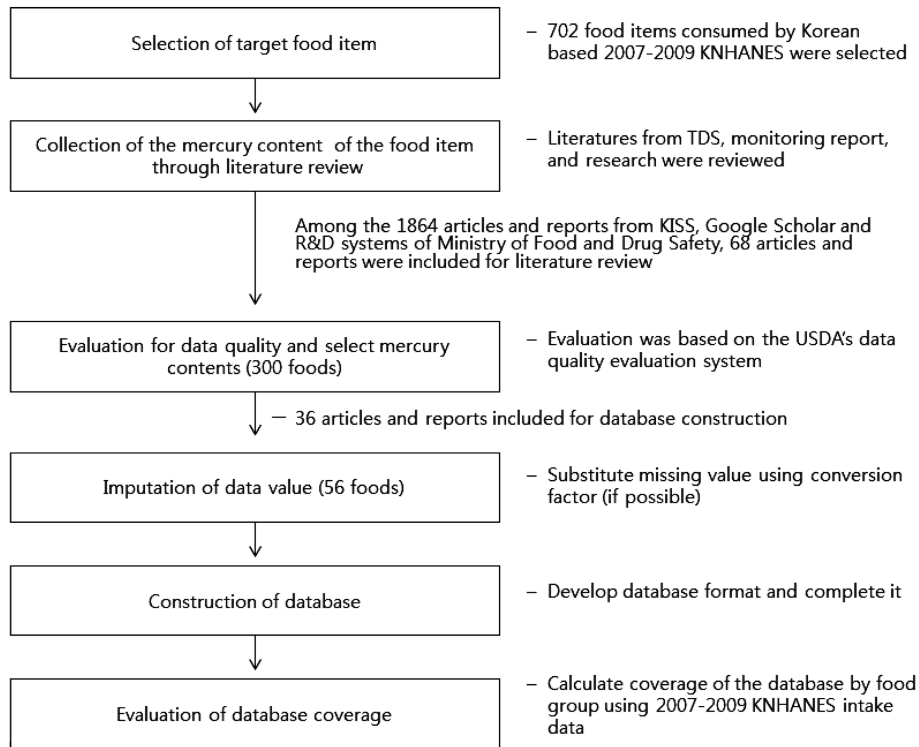 Selection of target food item
– 702 food items consumed by Korean
based 2007-2009 KNHANES were selected
Collection of the mercury content of the food item
through literature review
– Literatures from TDS, monitoring report,
and research were reviewed
Among the 1864 articles and reports from KISS, Google Scholar and
R&D systems of Ministry of Food and Drug Safety, 68 articles and
reports were included for literature review
Evaluation for data quality and select mercury
contents (300 foods)
– Evaluation was based on the USDA's data
quality evaluation system
– 36 articles and reports included for database construction
Imputation of data value (56 foods)
– Substitute missing value using conversion
factor (if possible)
Construction of database
– Develop database format and complete it
Evaluation of database coverage
– Calculate coverage of the database by food
group using 2007-2009 KNHANES intake
data